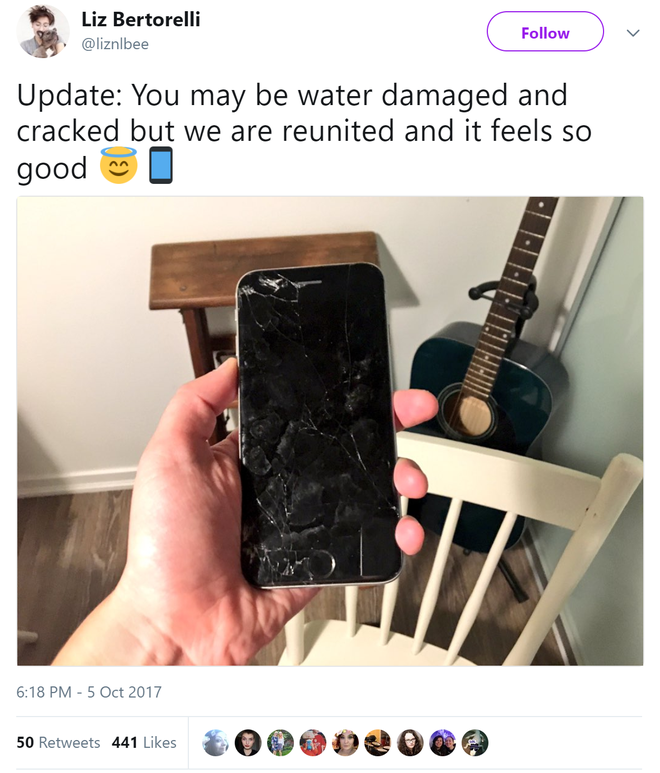 Liz Bertorelli
@liznlbee
Follow
Update: You may be water damaged and
cracked but we are reunited and it feels so
good 😇📱
6:18 PM - 5 Oct 2017
50 Retweets 441 Likes